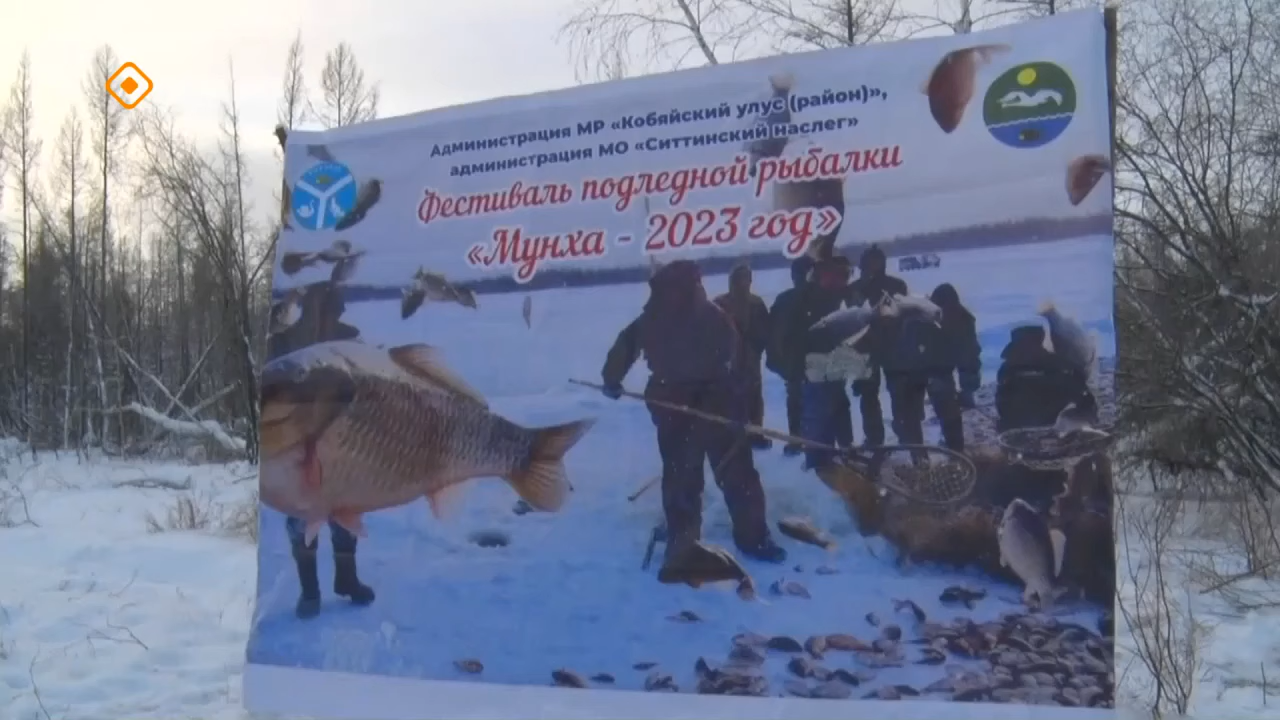 Администрация МР «Кобяйский улус (район)»,
администрация МО «Ситтинский наслег»
Фестиваль подледной рыбалки
«Мунха - 2023 год»